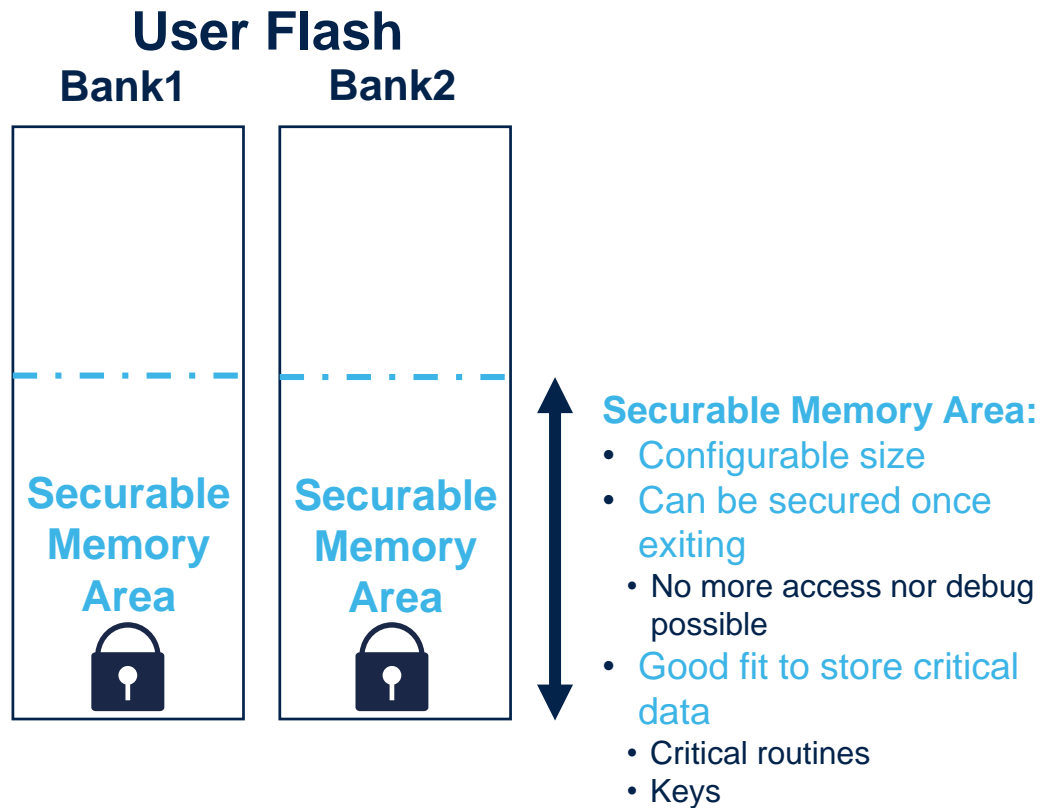 User Flash
Bank1
Bank2
Securable
Memory
Area
Securable
Memory
Area
Securable Memory Area:
• Configurable size
• Can be secured once
exiting
• No more access nor debug
possible
• Good fit to store critical
data
• Critical routines
• Keys